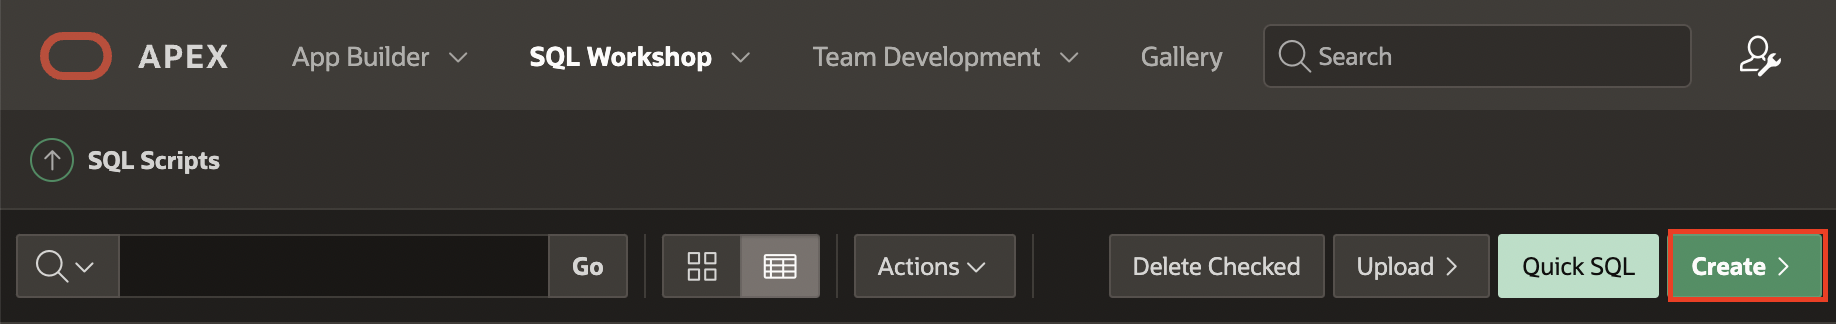 APEX App Builder SQL Workshop Team Development Gallery Search
SQL Scripts
Go Actions Delete Checked Upload Quick SQL Create